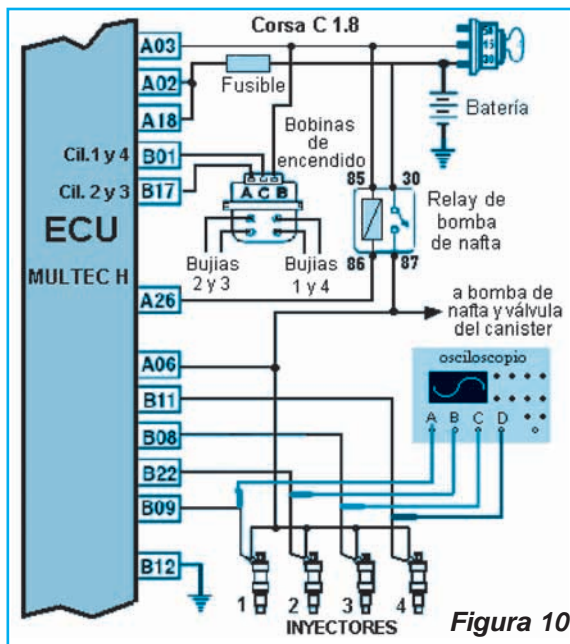 Corsa C 1.8
A03
A02
A18
Fusible
50
15
30
Batería
Cil.1 y 4
B01
Cil. 2 y 3
B17
Bobinas
de
encendido
A C B
ECU
MULTEC H
Bujias
2 y 3
Bujias
1 y 4
85
30
Relay de
bomba
de nafta
86
87
A26
a bomba de
nafta y válvula
del canister
A06
osciloscopio
A B C D
B11
B08
B22
B09
B12
1 2 3 4
INYECTORES
Figura 10